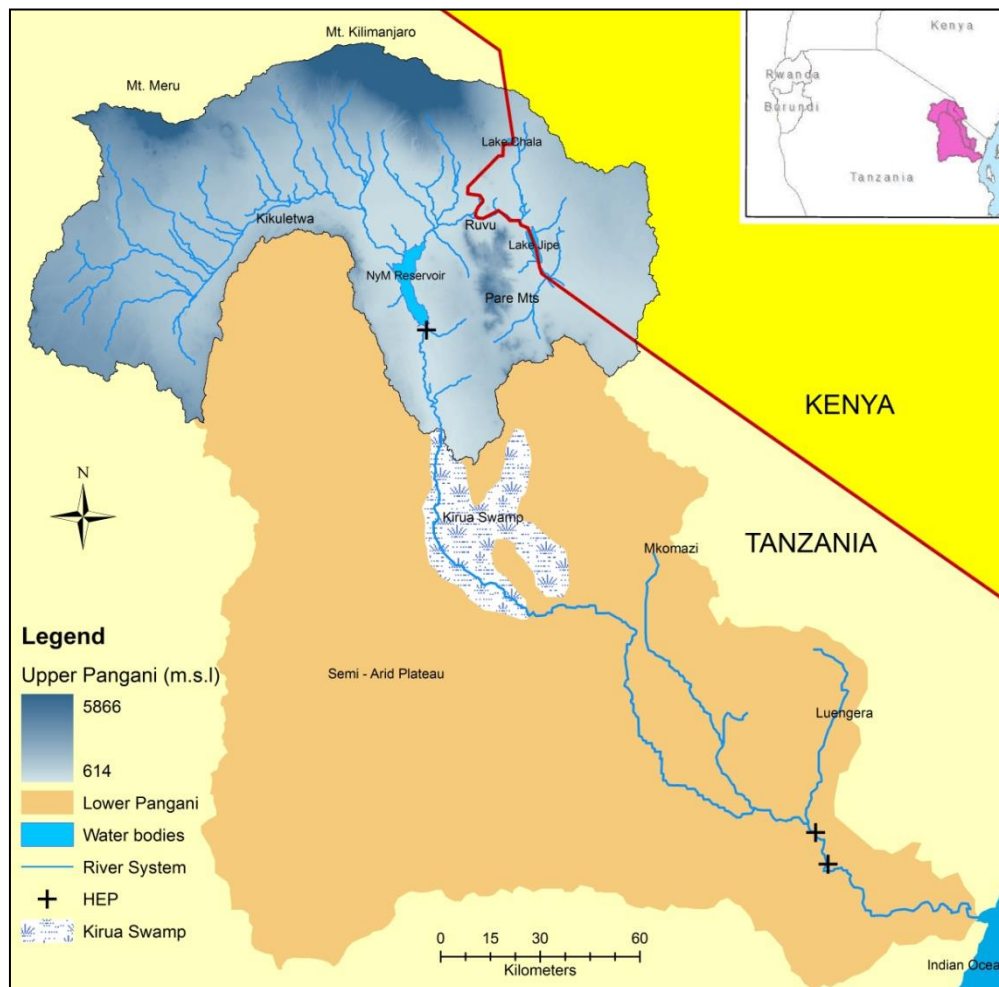 Mt. Kilimanjaro
Mt. Meru
Kenya
Rwanda
Burundi
Tanzania
Lake Chala
Kikuletwa
Ruvu
Lake Jipe
NyM Reservoir
Pare Mts
KENYA
N
Kirua Swamp
Mkomazi
TANZANIA
Semi - Arid Plateau
Luengera
Legend
Upper Pangani (m.s.l)
5866
614
Lower Pangani
Water bodies
River System
HEP
Kirua Swamp
0 15 30 60
Kilometers
Indian Ocea